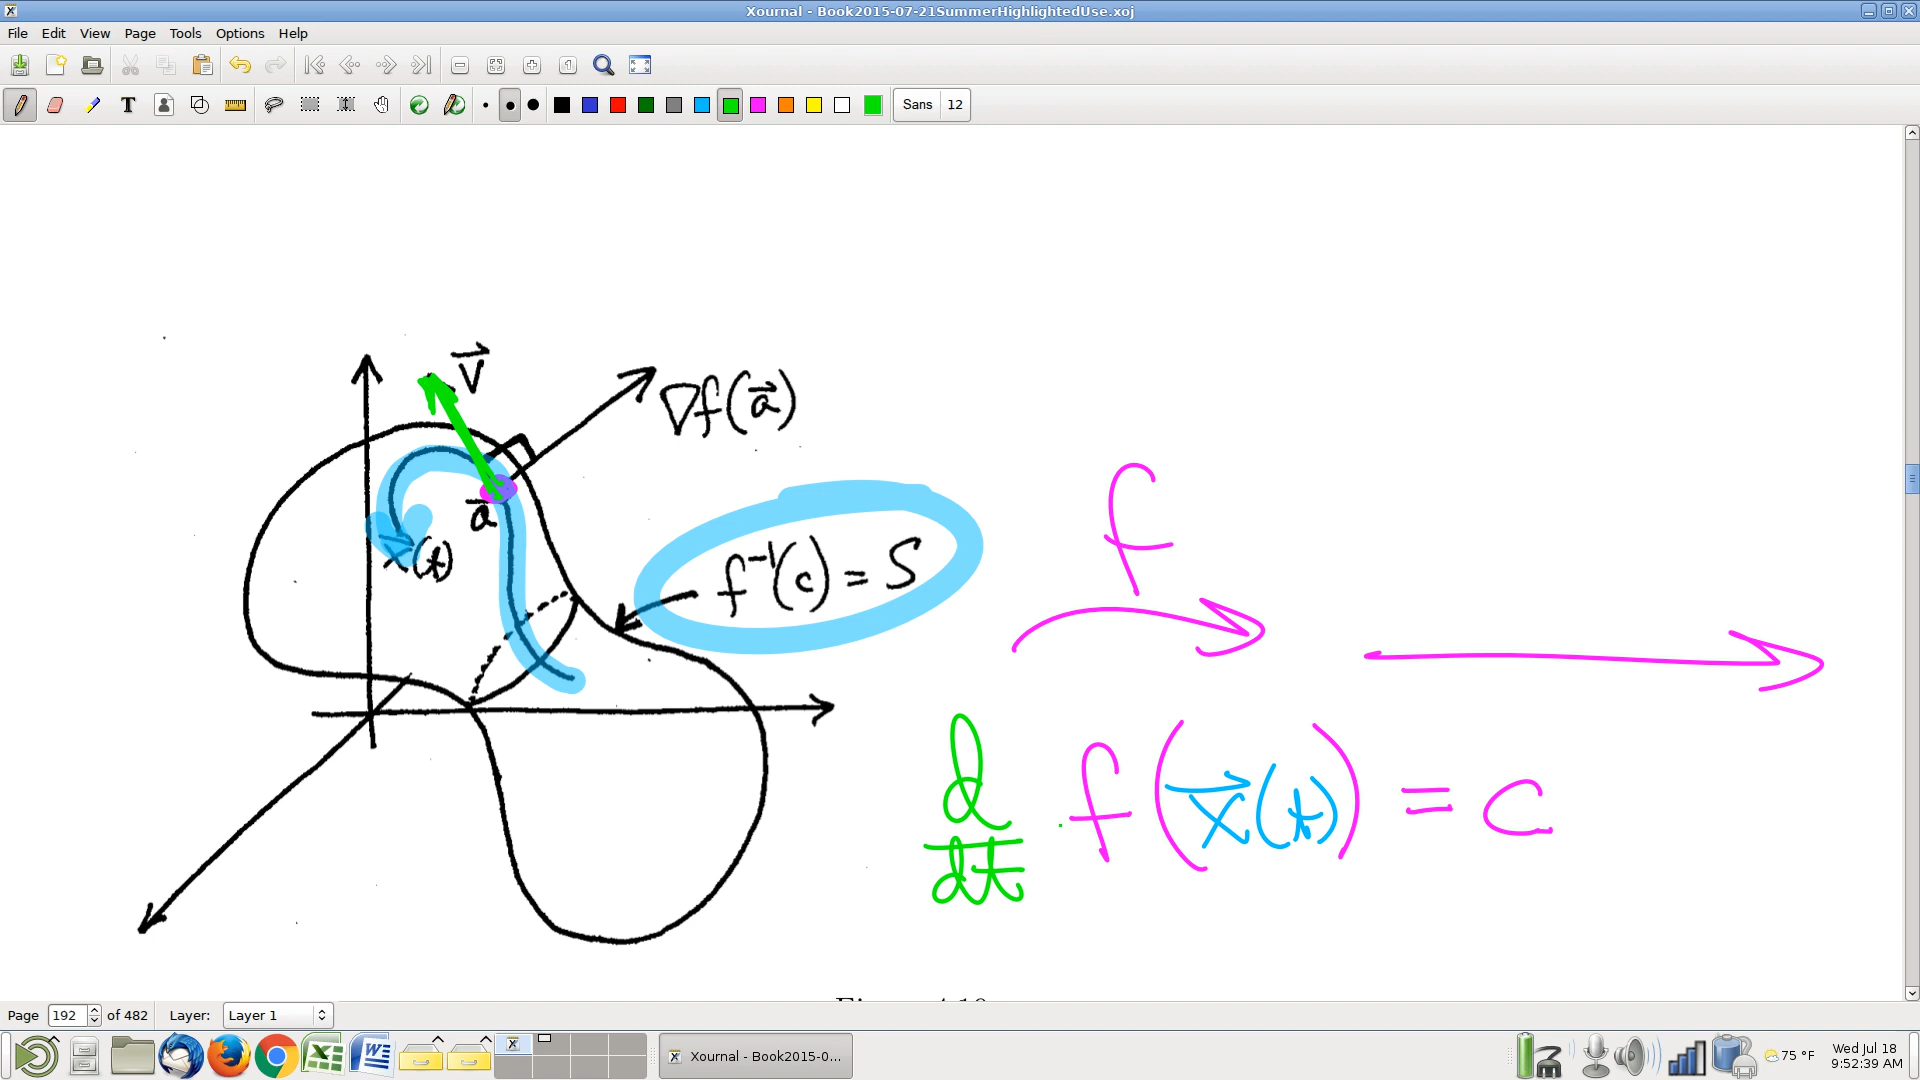 Xournal - Book2015-07-21SummerHighlightedUse.xoj
File Edit View Page Tools Options Help
Sans 12
V⃗
∇f(a⃗)
a⃗
x⃗(t)
f⁻¹(c) = S
f
d/dt f(x⃗(t)) = c
Page 192 of 482 Layer: Layer 1
Xournal - Book2015-0...
75 °F
Wed Jul 18
9:52:39 AM